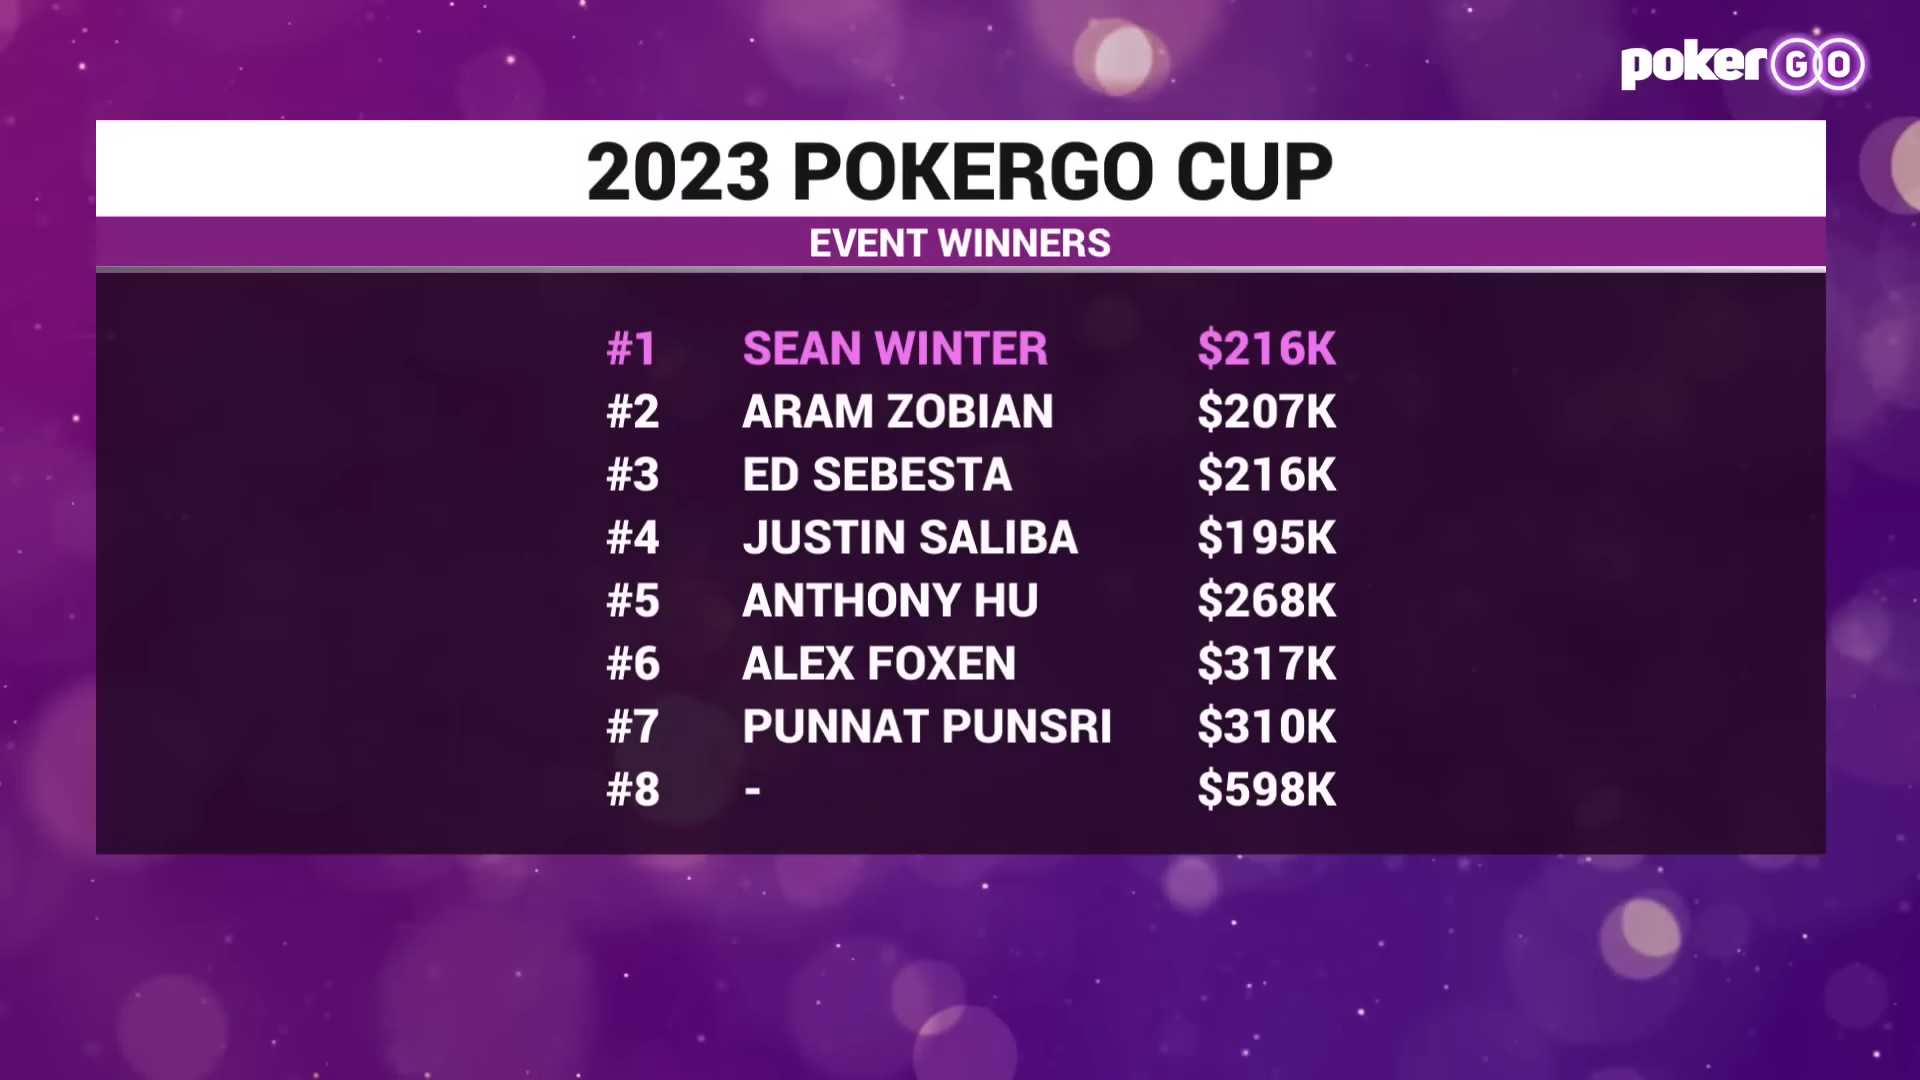 pokerGO
2023 POKERGO CUP
EVENT WINNERS
#1 SEAN WINTER $216K
#2 ARAM ZOBIAN $207K
#3 ED SEBESTA $216K
#4 JUSTIN SALIBA $195K
#5 ANTHONY HU $268K
#6 ALEX FOXEN $317K
#7 PUNNAT PUNSRI $310K
#8 - $598K